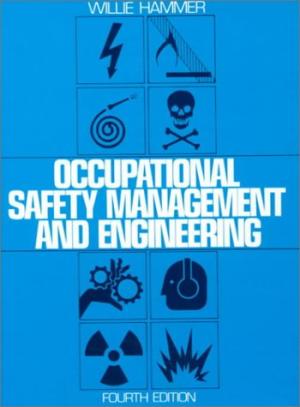 WILLIE HAMMER
OCCUPATIONAL
SAFETY MANAGEMENT
AND ENGINEERING
FOURTH EDITION